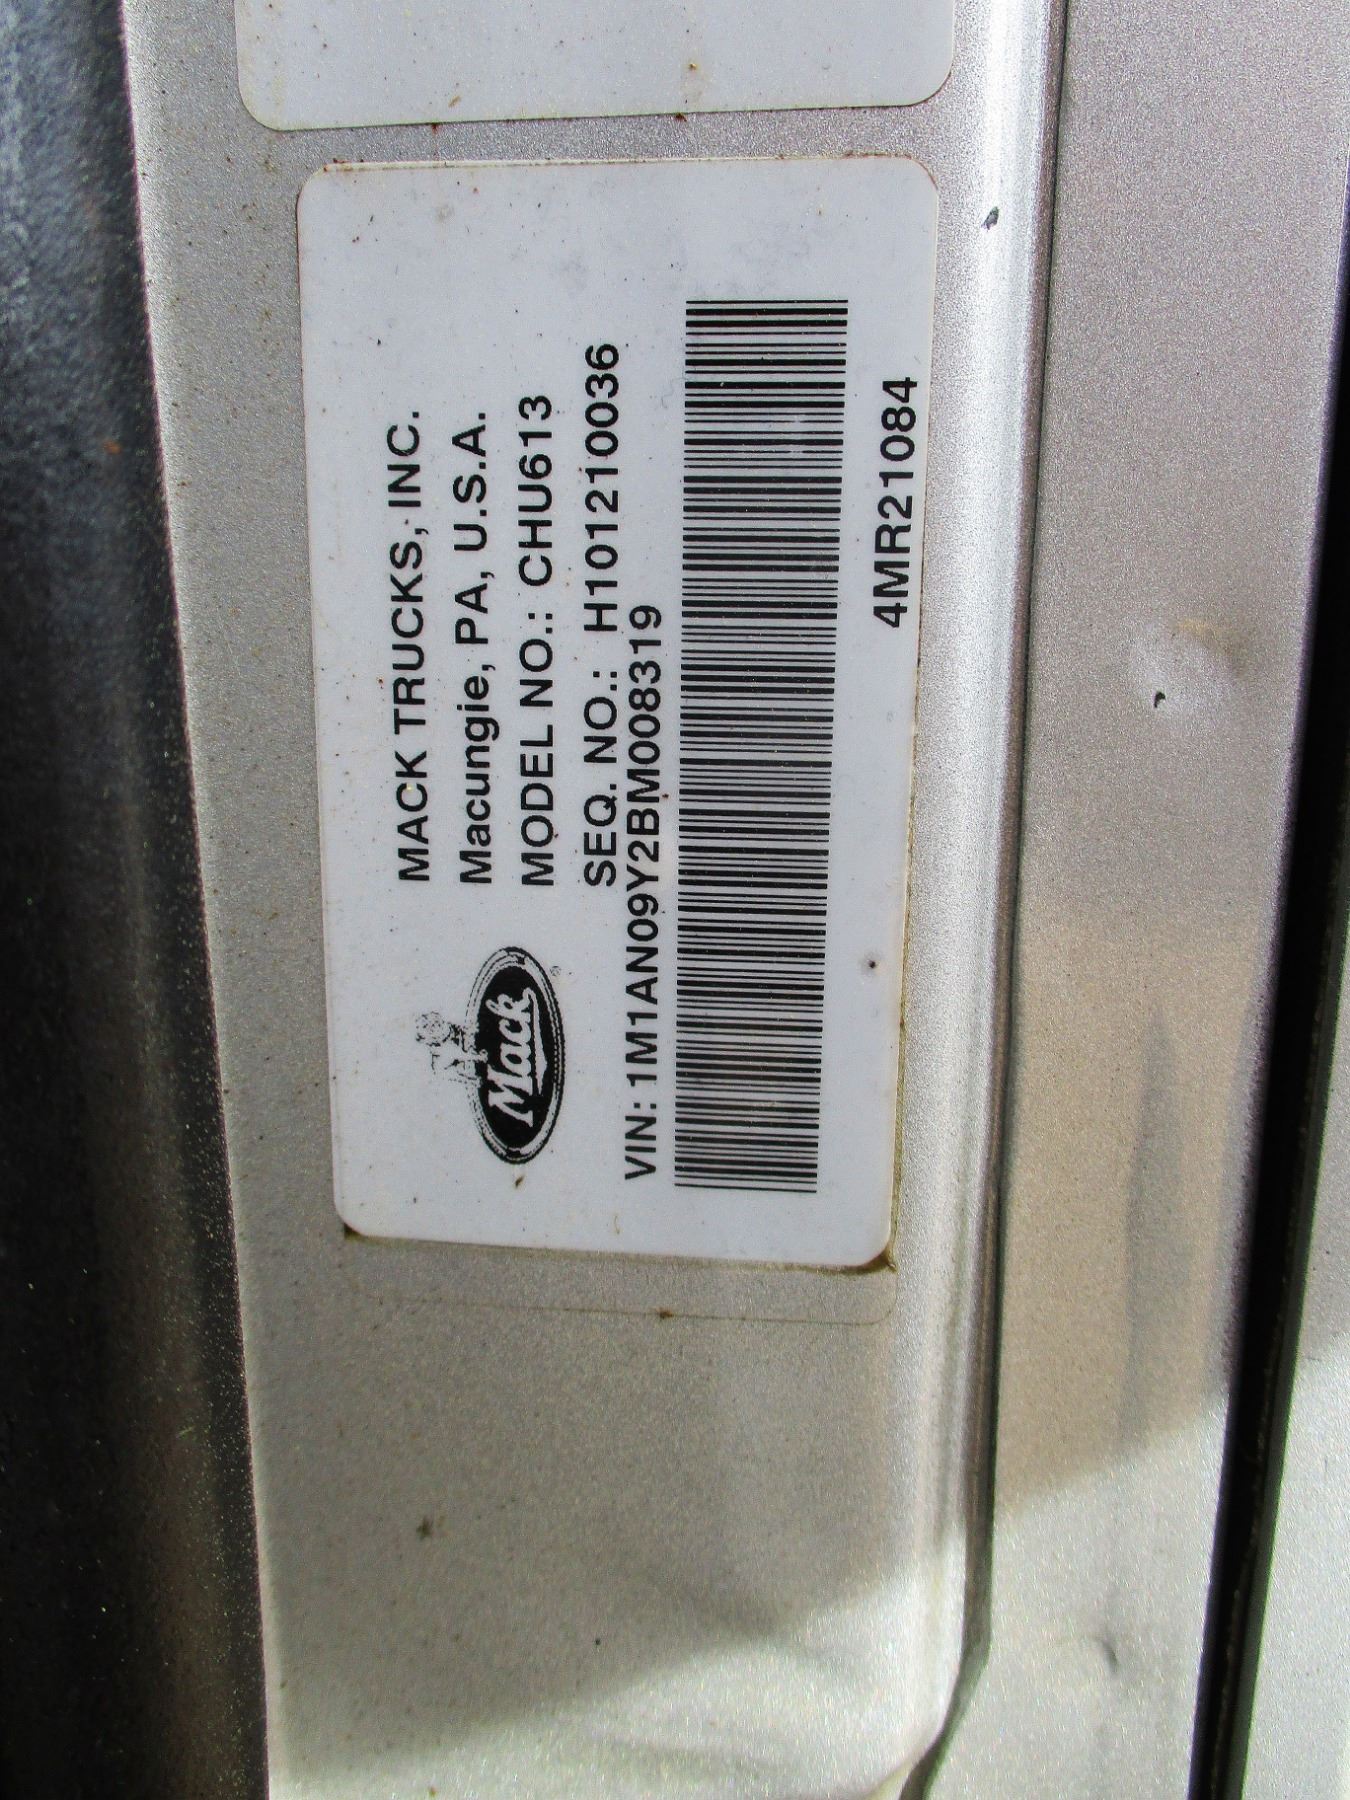 MACK TRUCKS, INC.
Macungie, PA, U.S.A.
MODEL NO.: CHU613
SEQ. NO.: H101210036
Mack
®
VIN: 1M1AN09Y2BM008319
4MR21084